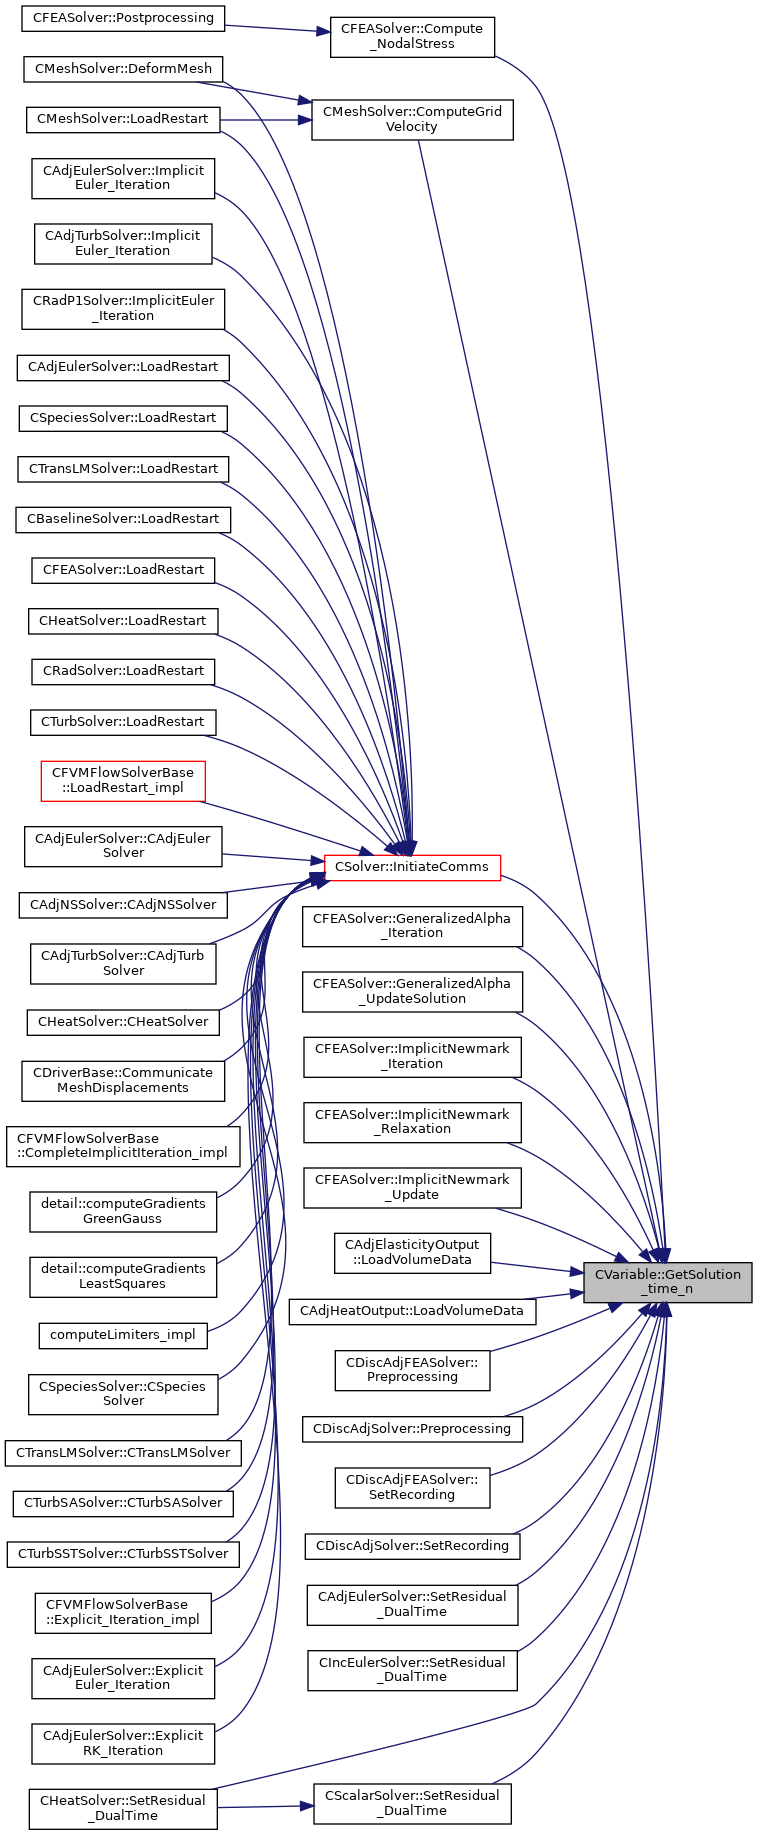 CFEASolver::Postprocessing
CMeshSolver::DeformMesh
CMeshSolver::LoadRestart
CAdjEulerSolver::Implicit
Euler_Iteration
CAdjTurbSolver::Implicit
Euler_Iteration
CRadP1Solver::ImplicitEuler
_Iteration
CAdjEulerSolver::LoadRestart
CSpeciesSolver::LoadRestart
CTransLMSolver::LoadRestart
CBaselineSolver::LoadRestart
CFEASolver::LoadRestart
CHeatSolver::LoadRestart
CRadSolver::LoadRestart
CTurbSolver::LoadRestart
CFVMFlowSolverBase
::LoadRestart_impl
CAdjEulerSolver::CAdjEuler
Solver
CAdjNSSolver::CAdjNSSolver
CAdjTurbSolver::CAdjTurb
Solver
CHeatSolver::CHeatSolver
CDriverBase::Communicate
MeshDisplacements
CFVMFlowSolverBase
::CompleteImplicitIteration_impl
detail::computeGradients
GreenGauss
detail::computeGradients
LeastSquares
computeLimiters_impl
CSpeciesSolver::CSpecies
Solver
CTransLMSolver::CTransLMSolver
CTurbSASolver::CTurbSASolver
CTurbSSTSolver::CTurbSSTSolver
CFVMFlowSolverBase
::Explicit_Iteration_impl
CAdjEulerSolver::Explicit
Euler_Iteration
CAdjEulerSolver::Explicit
RK_Iteration
CHeatSolver::SetResidual
_DualTime
CFEASolver::Compute
_NodalStress
CMeshSolver::ComputeGrid
Velocity
CSolver::InitiateComms
CFEASolver::GeneralizedAlpha
_Iteration
CFEASolver::GeneralizedAlpha
_UpdateSolution
CFEASolver::ImplicitNewmark
_Iteration
CFEASolver::ImplicitNewmark
_Relaxation
CFEASolver::ImplicitNewmark
_Update
CAdjElasticityOutput
::LoadVolumeData
CAdjHeatOutput::LoadVolumeData
CDiscAdjFEASolver::
Preprocessing
CDiscAdjSolver::Preprocessing
CDiscAdjFEASolver::
SetRecording
CDiscAdjSolver::SetRecording
CAdjEulerSolver::SetResidual
_DualTime
CIncEulerSolver::SetResidual
_DualTime
CScalarSolver::SetResidual
_DualTime
CVariable::GetSolution
_time_n